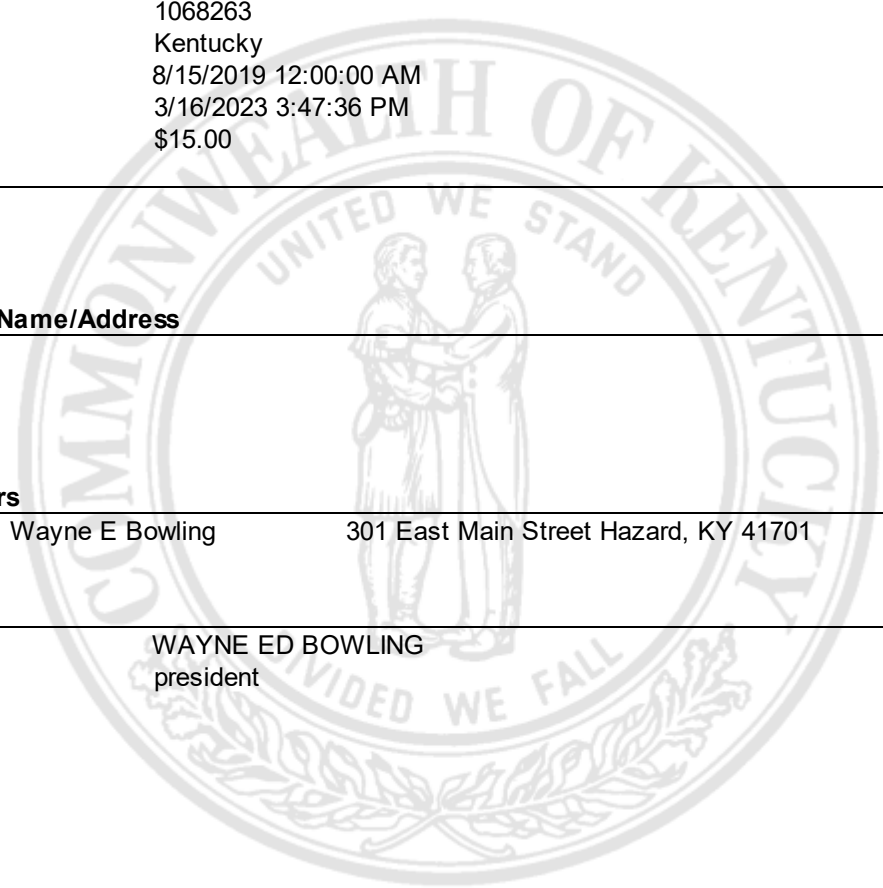 1068263
Kentucky
8/15/2019 12:00:00 AM
3/16/2023 3:47:36 PM
$15.00
COMMONWEALTH OF KENTUCKY
UNITED WE STAND
Name/Address
rs
Wayne E Bowling 301 East Main Street Hazard, KY 41701
WAYNE ED BOWLING
president
DIVIDED WE FALL